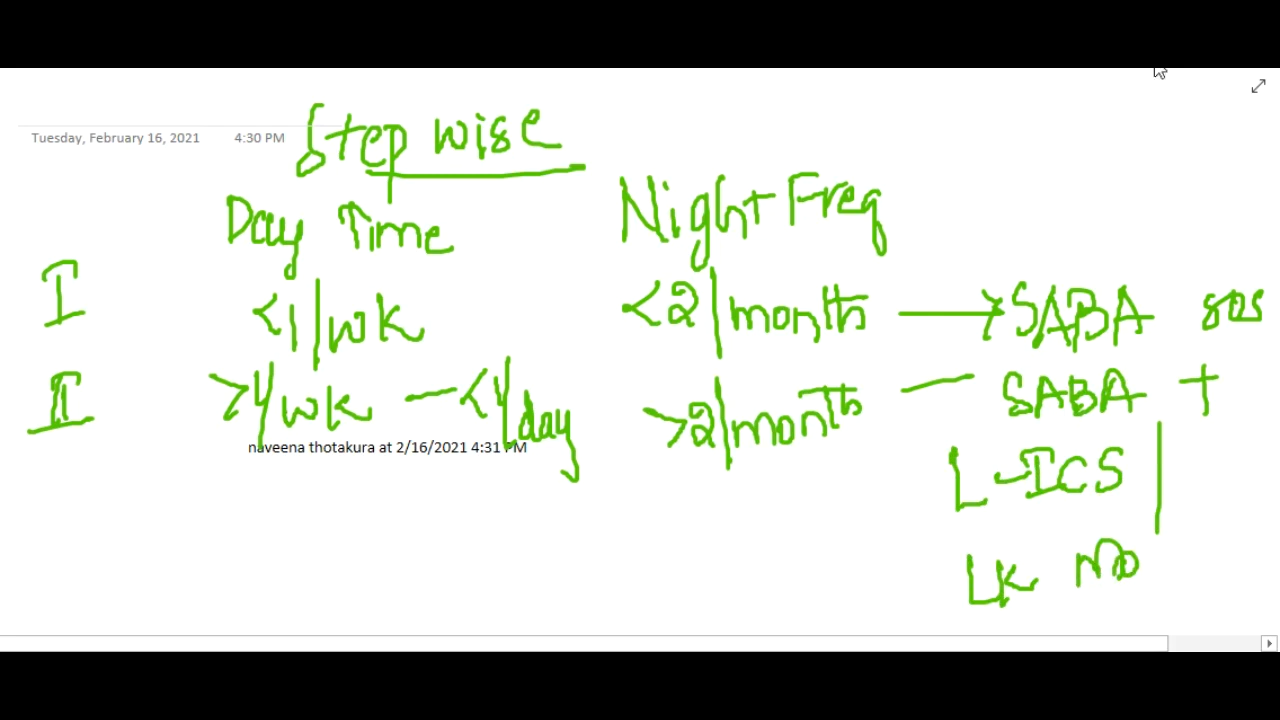 Tuesday, February 16, 2021 4:30 PM
Step wise
Day Time Night Freq
I <1/wk <2/month → SABA sos
II >1/wk — <1/day >2/month — SABA +
naveena thotakura at 2/16/2021 4:31 PM
L-ICS
LK Mo